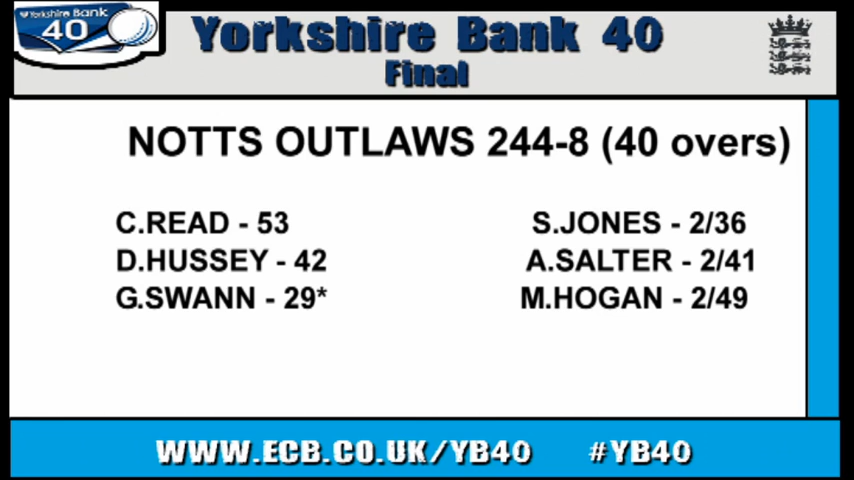 Yorkshire Bank
40
Yorkshire Bank 40
Final
NOTTS OUTLAWS 244-8 (40 overs)
C.READ - 53
D.HUSSEY - 42
G.SWANN - 29*
S.JONES - 2/36
A.SALTER - 2/41
M.HOGAN - 2/49
WWW.ECB.CO.UK/YB40 #YB40